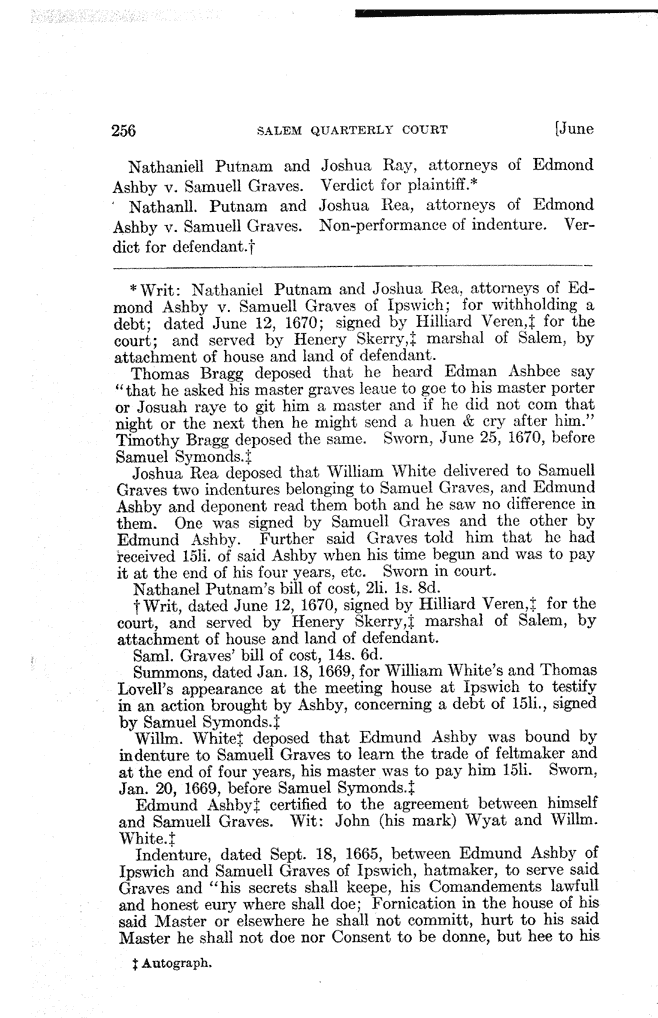 256 SALEM QUARTERLY COURT [June
Nathaniell Putnam and Joshua Ray, attorneys of Edmond
Ashby v. Samuell Graves. Verdict for plaintiff.*
Nathanll. Putnam and Joshua Rea, attorneys of Edmond
Ashby v. Samuell Graves. Non-performance of indenture. Ver-
dict for defendant.†
* Writ: Nathaniel Putnam and Joshua Rea, attorneys of Ed-
mond Ashby v. Samuell Graves of Ipswich; for withholding a
debt; dated June 12, 1670; signed by Hilliard Veren,‡ for the
court; and served by Henery Skerry,‡ marshal of Salem, by
attachment of house and land of defendant.
Thomas Bragg deposed that he heard Edman Ashbee say
"that he asked his master graves leaue to goe to his master porter
or Josuah raye to git him a master and if he did not com that
night or the next then he might send a huen & cry after him."
Timothy Bragg deposed the same. Sworn, June 25, 1670, before
Samuel Symonds.‡
Joshua Rea deposed that William White delivered to Samuell
Graves two indentures belonging to Samuel Graves, and Edmund
Ashby and deponent read them both and he saw no difference in
them. One was signed by Samuell Graves and the other by
Edmund Ashby. Further said Graves told him that he had
received 15li. of said Ashby when his time begun and was to pay
it at the end of his four years, etc. Sworn in court.
Nathanel Putnam's bill of cost, 2li. 1s. 8d.
† Writ, dated June 12, 1670, signed by Hilliard Veren,‡ for the
court, and served by Henery Skerry,‡ marshal of Salem, by
attachment of house and land of defendant.
Saml. Graves' bill of cost, 14s. 6d.
Summons, dated Jan. 18, 1669, for William White's and Thomas
Lovell's appearance at the meeting house at Ipswich to testify
in an action brought by Ashby, concerning a debt of 15li., signed
by Samuel Symonds.‡
Willm. White‡ deposed that Edmund Ashby was bound by
indenture to Samuell Graves to learn the trade of feltmaker and
at the end of four years, his master was to pay him 15li. Sworn,
Jan. 20, 1669, before Samuel Symonds.‡
Edmund Ashby‡ certified to the agreement between himself
and Samuell Graves. Wit: John (his mark) Wyat and Willm.
White.‡
Indenture, dated Sept. 18, 1665, between Edmund Ashby of
Ipswich and Samuell Graves of Ipswich, hatmaker, to serve said
Graves and "his secrets shall keepe, his Comandements lawfull
and honest eury where shall doe; Fornication in the house of his
said Master or elsewhere he shall not committ, hurt to his said
Master he shall not doe nor Consent to be donne, but hee to his
‡ Autograph.